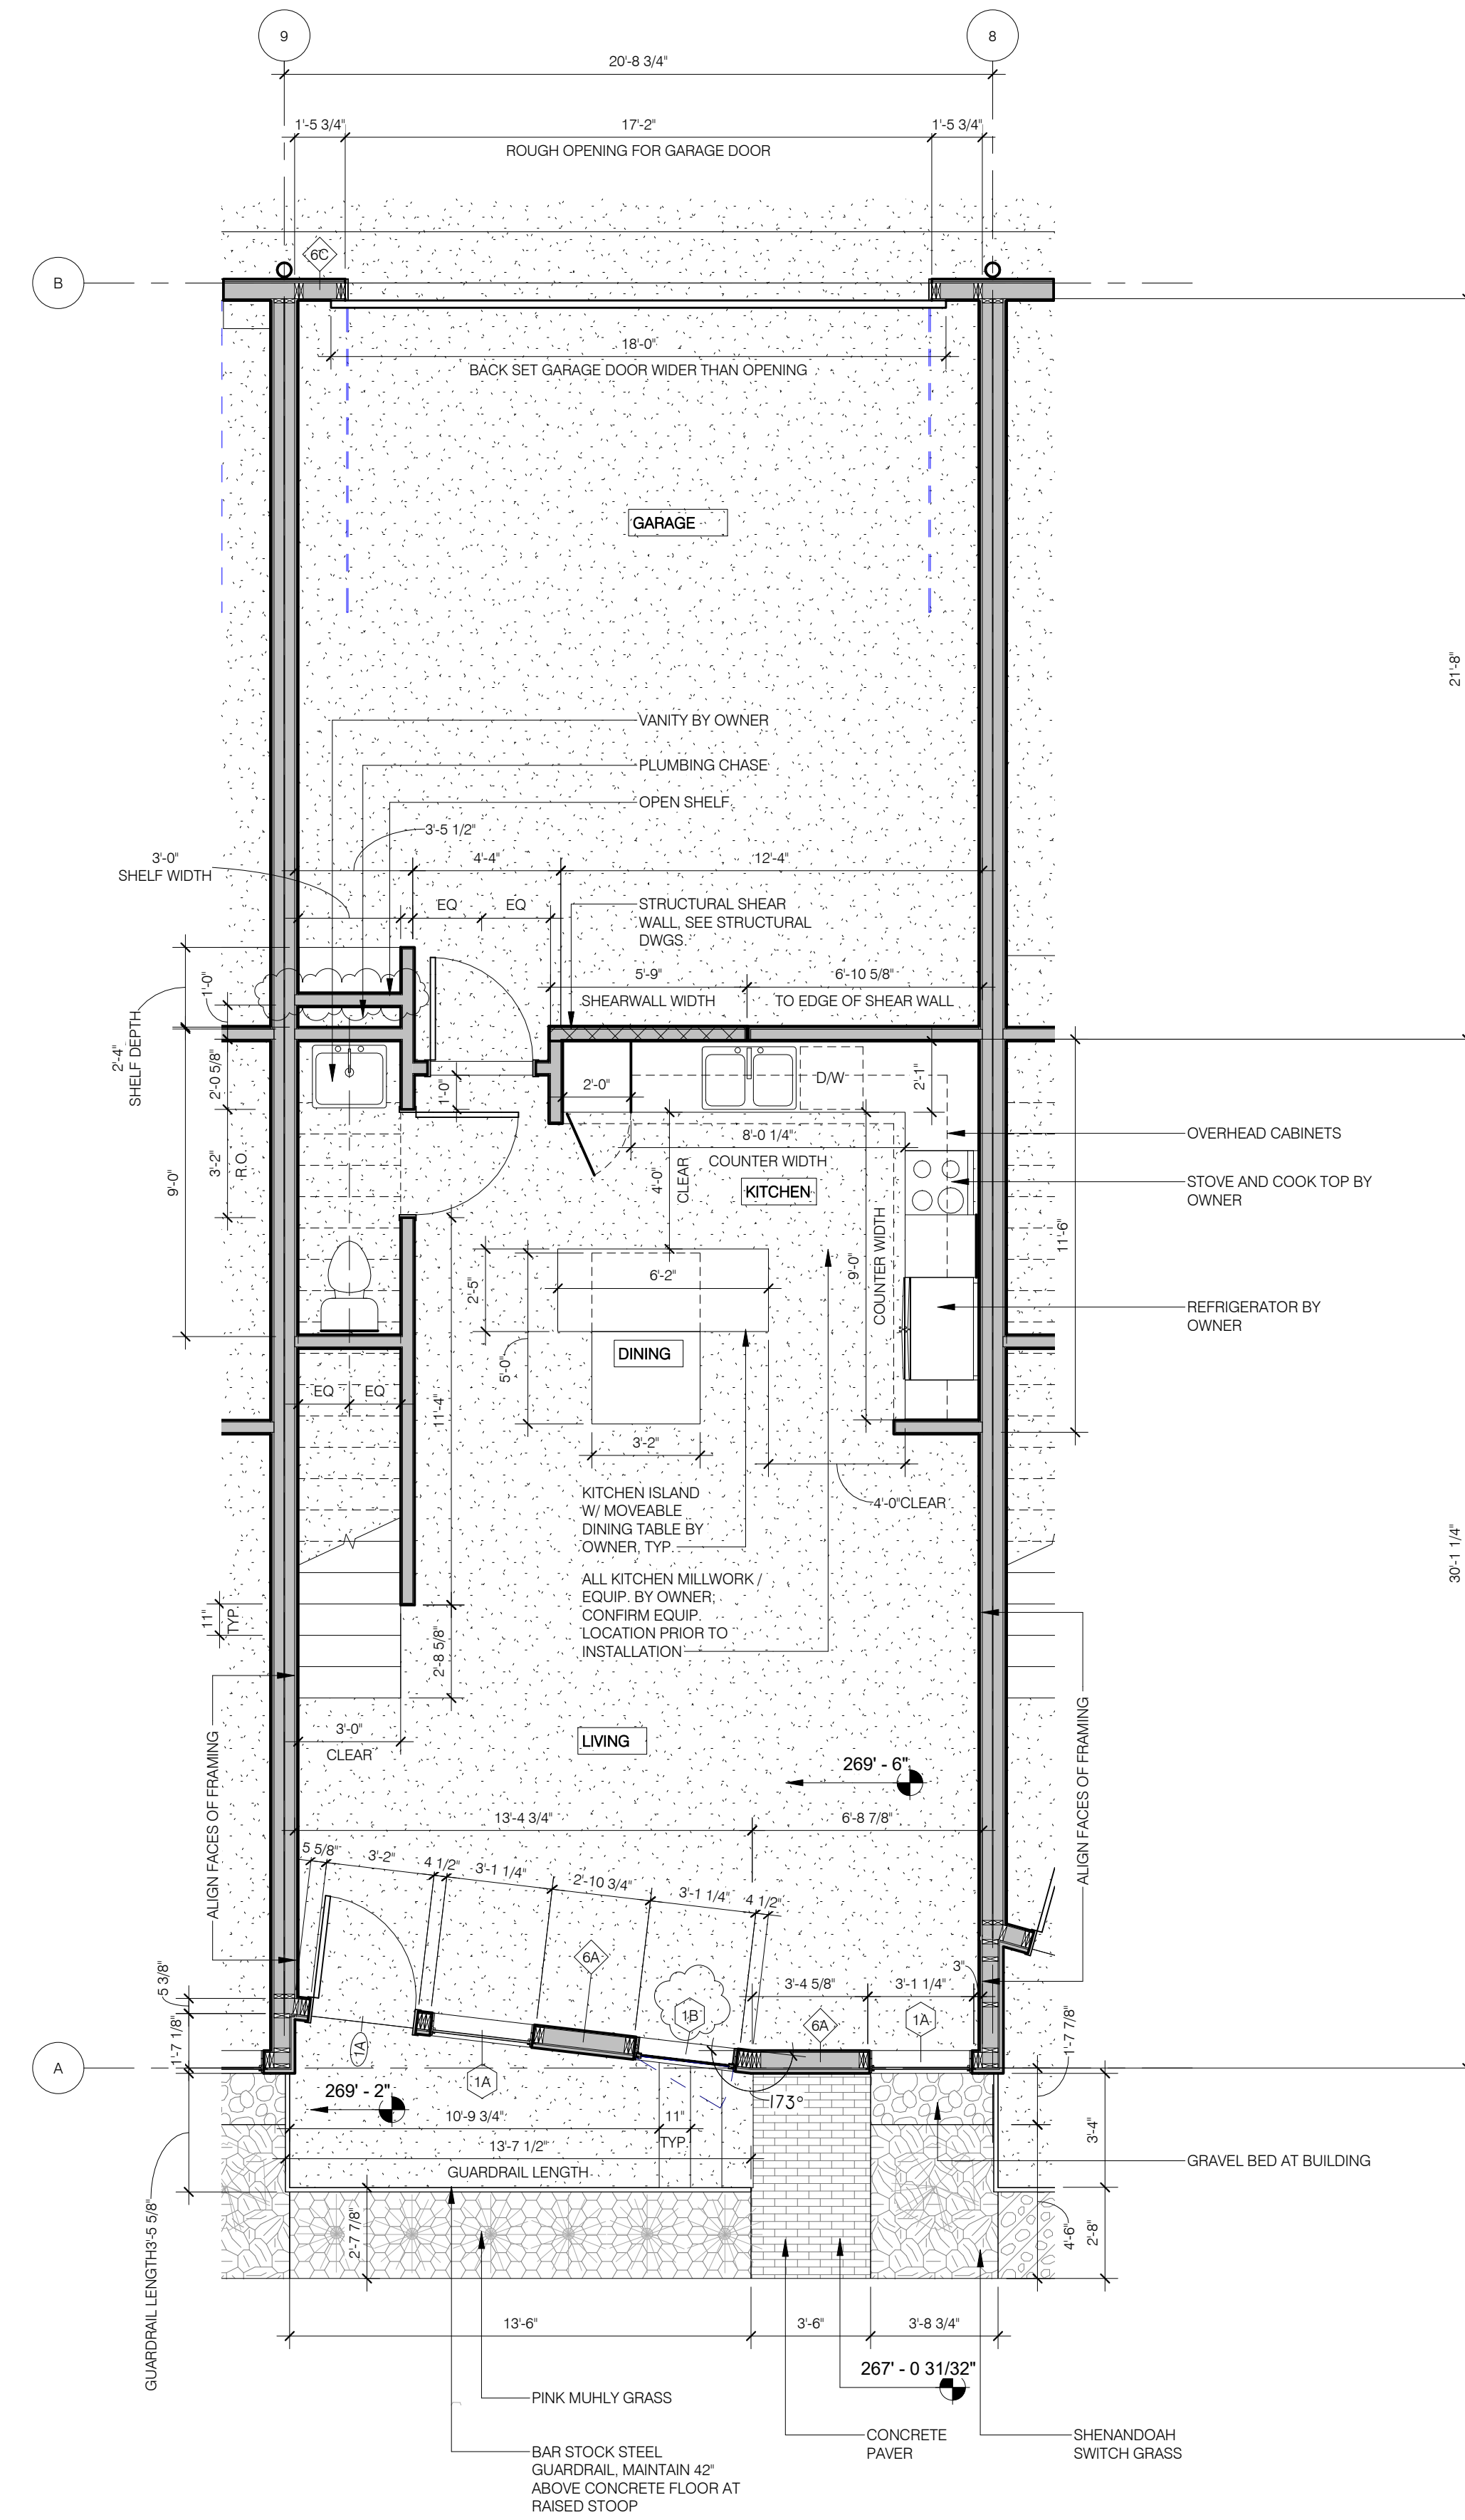 9
8
20'-8 3/4"
1'-5 3/4"
17'-2"
1'-5 3/4"
ROUGH OPENING FOR GARAGE DOOR
6C
B
18'-0"
BACK SET GARAGE DOOR WIDER THAN OPENING
GARAGE
21'-8"
VANITY BY OWNER
PLUMBING CHASE
OPEN SHELF
3'-5 1/2"
3'-0"
SHELF WIDTH
4'-4"
12'-4"
EQ
EQ
STRUCTURAL SHEAR
WALL, SEE STRUCTURAL
DWGS.
1'-0"
5'-9"
6'-10 5/8"
SHEARWALL WIDTH
TO EDGE OF SHEAR WALL
2'-4"
SHELF DEPTH
2'-0 5/8"
1'-0"
2'-0"
D/W
2'-1"
8'-0 1/4"
COUNTER WIDTH
OVERHEAD CABINETS
9'-0"
3'-2"
R.O.
4'-0"
CLEAR
KITCHEN
STOVE AND COOK TOP BY
OWNER
11'-6"
9'-0"
COUNTER WIDTH
2'-5"
6'-2"
REFRIGERATOR BY
OWNER
DINING
5'-0"
EQ
EQ
11'-4"
3'-2"
KITCHEN ISLAND
W/ MOVEABLE
DINING TABLE BY
OWNER, TYP.
4'-0"CLEAR
30'-1 1/4"
ALL KITCHEN MILLWORK /
EQUIP. BY OWNER;
CONFIRM EQUIP.
LOCATION PRIOR TO
INSTALLATION
11"
TYP.
2'-8 5/8"
3'-0"
CLEAR
LIVING
269' - 6"
ALIGN FACES OF FRAMING
ALIGN FACES OF FRAMING
13'-4 3/4"
6'-8 7/8"
5 5/8"
3'-2"
4 1/2"
3'-1 1/4"
2'-10 3/4"
3'-1 1/4"
4 1/2"
6A
3"
5 3/8"
3'-4 5/8"
3'-1 1/4"
1B
6A
1A
1'-7 1/8"
1'-7 7/8"
1A
A
1A
269' - 2"
173°
10'-9 3/4"
11"
TYP.
3'-4"
13'-7 1/2"
GUARDRAIL LENGTH
GRAVEL BED AT BUILDING
2'-7 7/8"
4'-6"
2'-8"
GUARDRAIL LENGTH3'-5 5/8"
13'-6"
3'-6"
3'-8 3/4"
267' - 0 31/32"
PINK MUHLY GRASS
CONCRETE
PAVER
SHENANDOAH
SWITCH GRASS
BAR STOCK STEEL
GUARDRAIL, MAINTAIN 42"
ABOVE CONCRETE FLOOR AT
RAISED STOOP